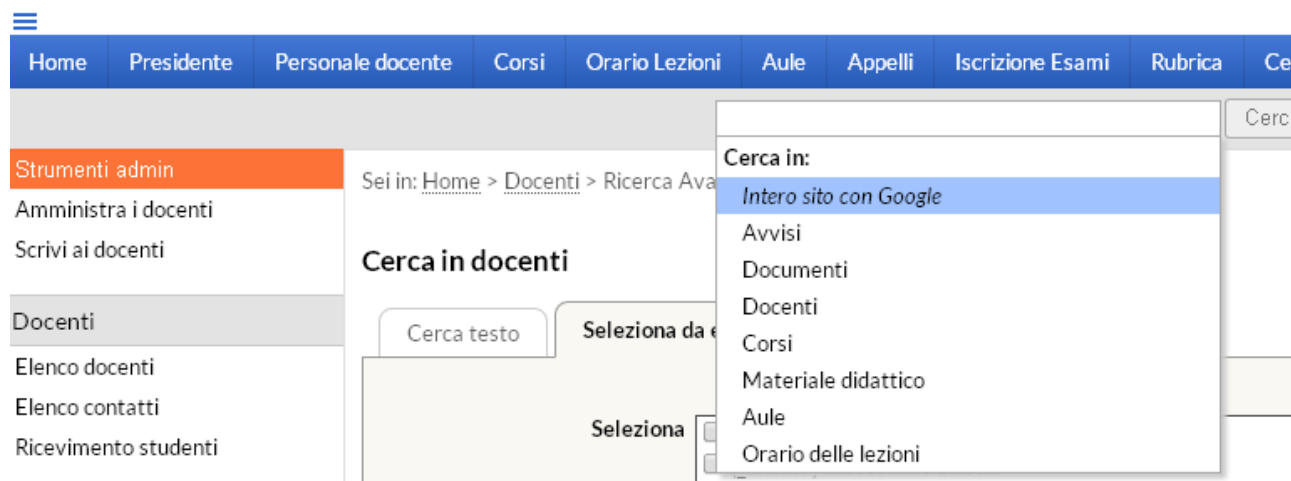 Home Presidente Personale docente Corsi Orario Lezioni Aule Appelli Iscrizione Esami Rubrica Ce
Cerc
Strumenti admin
Amministra i docenti
Scrivi ai docenti
Docenti
Elenco docenti
Elenco contatti
Ricevimento studenti
Sei in: Home > Docenti > Ricerca Ava
Cerca in docenti
Cerca testo
Seleziona da e
Seleziona
Cerca in:
Intero sito con Google
Avvisi
Documenti
Docenti
Corsi
Materiale didattico
Aule
Orario delle lezioni